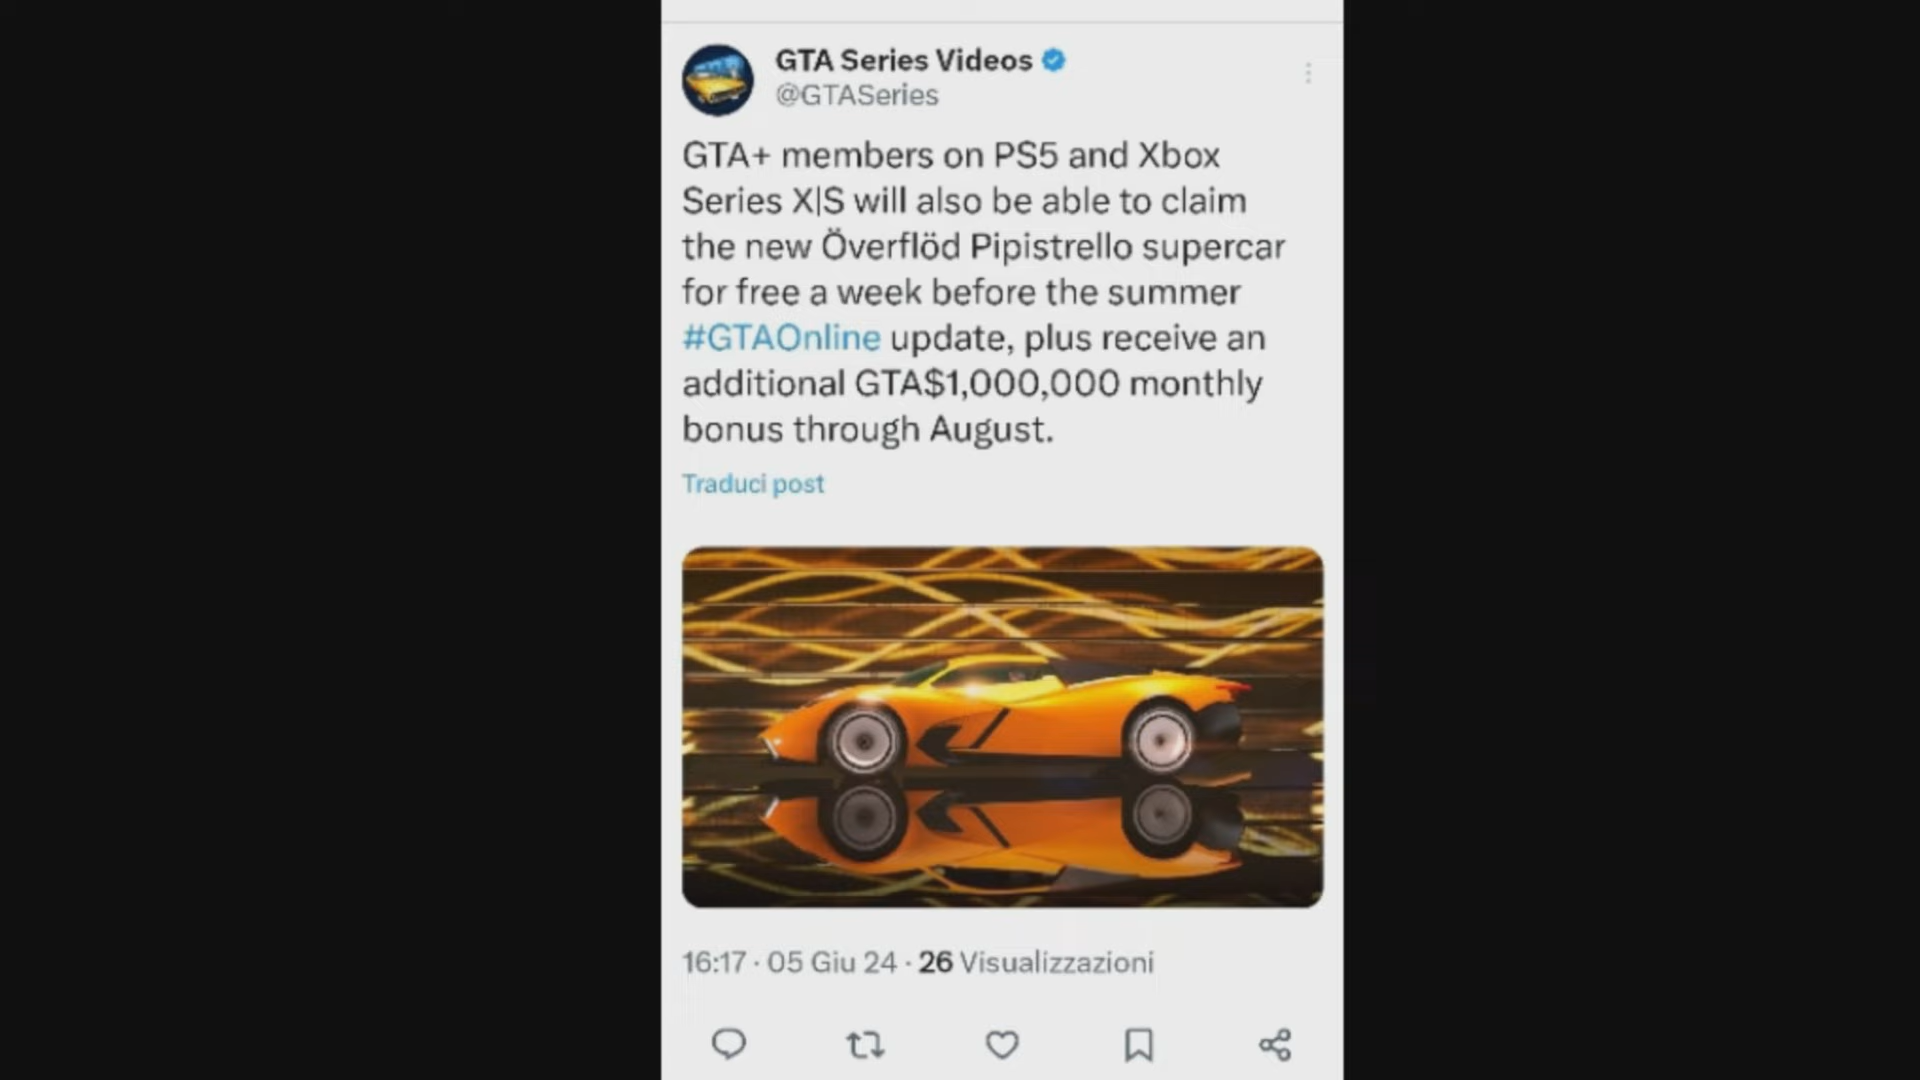 GTA Series Videos
@GTASeries
GTA+ members on PS5 and Xbox
Series X|S will also be able to claim
the new Överflöd Pipistrello supercar
for free a week before the summer
#GTAOnline update, plus receive an
additional GTA$1,000,000 monthly
bonus through August.
Traduci post
16:17 · 05 Giu 24 · 26 Visualizzazioni